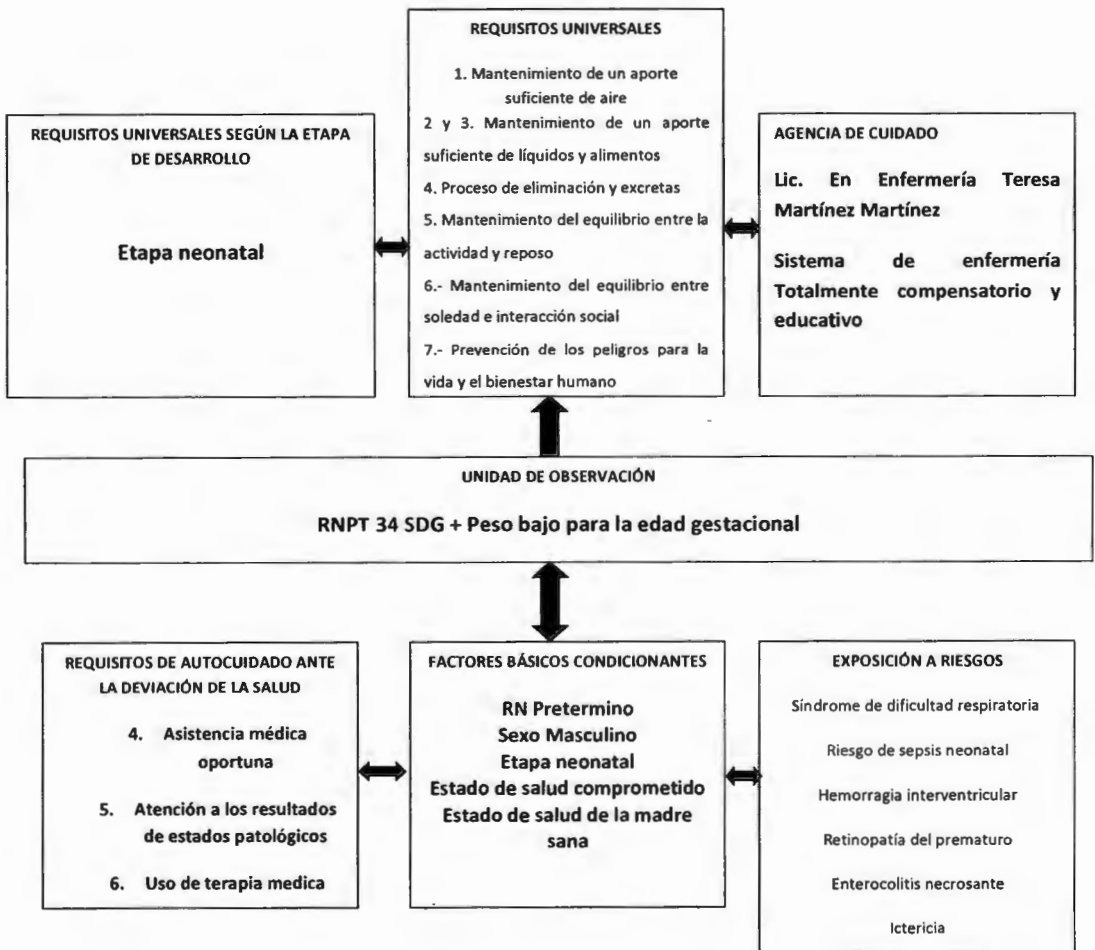 REQUISITOS UNIVERSALES
1. Mantenimiento de un aporte
suficiente de aire
2 y 3. Mantenimiento de un aporte
suficiente de líquidos y alimentos
4. Proceso de eliminación y excretas
5. Mantenimiento del equilibrio entre la
actividad y reposo
6.- Mantenimiento del equilibrio entre
soledad e interacción social
7.- Prevención de los peligros para la
vida y el bienestar humano
REQUISITOS UNIVERSALES SEGÚN LA ETAPA
DE DESARROLLO
Etapa neonatal
AGENCIA DE CUIDADO
Lic. En Enfermería Teresa
Martínez Martínez
Sistema de enfermería
Totalmente compensatorio y
educativo
UNIDAD DE OBSERVACIÓN
RNPT 34 SDG + Peso bajo para la edad gestacional
REQUISITOS DE AUTOCUIDADO ANTE
LA DEVIACIÓN DE LA SALUD
4. Asistencia médica
oportuna
5. Atención a los resultados
de estados patológicos
6. Uso de terapia medica
FACTORES BÁSICOS CONDICIONANTES
RN Pretermino
Sexo Masculino
Etapa neonatal
Estado de salud comprometido
Estado de salud de la madre
sana
EXPOSICIÓN A RIESGOS
Síndrome de dificultad respiratoria
Riesgo de sepsis neonatal
Hemorragia interventricular
Retinopatía del prematuro
Enterocolitis necrosante
Ictericia